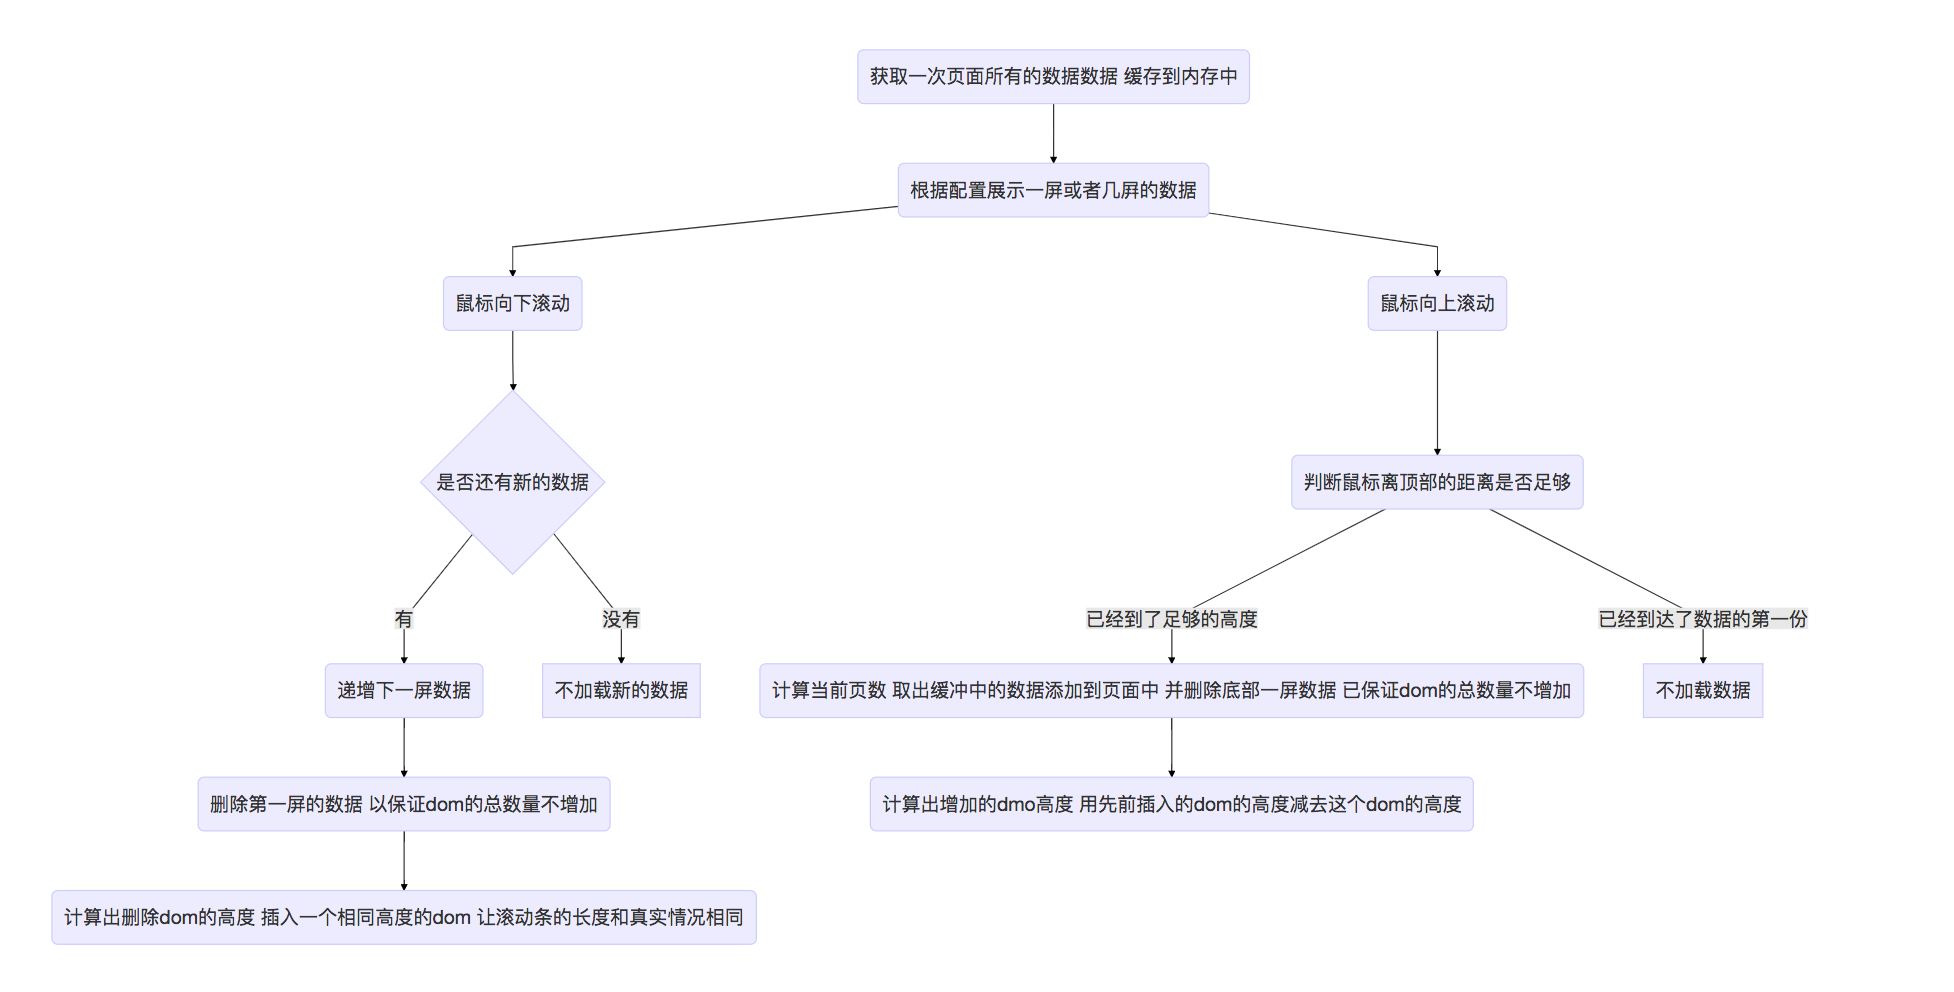 获取一次页面所有的数据数据 缓存到内存中
根据配置展示一屏或者几屏的数据
鼠标向下滚动
鼠标向上滚动
是否还有新的数据
判断鼠标离顶部的距离是否足够
有
没有
已经到了足够的高度
已经到达了数据的第一份
递增下一屏数据
不加载新的数据
计算当前页数 取出缓冲中的数据添加到页面中 并删除底部一屏数据 已保证dom的总数量不增加
不加载数据
删除第一屏的数据 以保证dom的总数量不增加
计算出增加的dmo高度 用先前插入的dom的高度减去这个dom的高度
计算出删除dom的高度 插入一个相同高度的dom 让滚动条的长度和真实情况相同